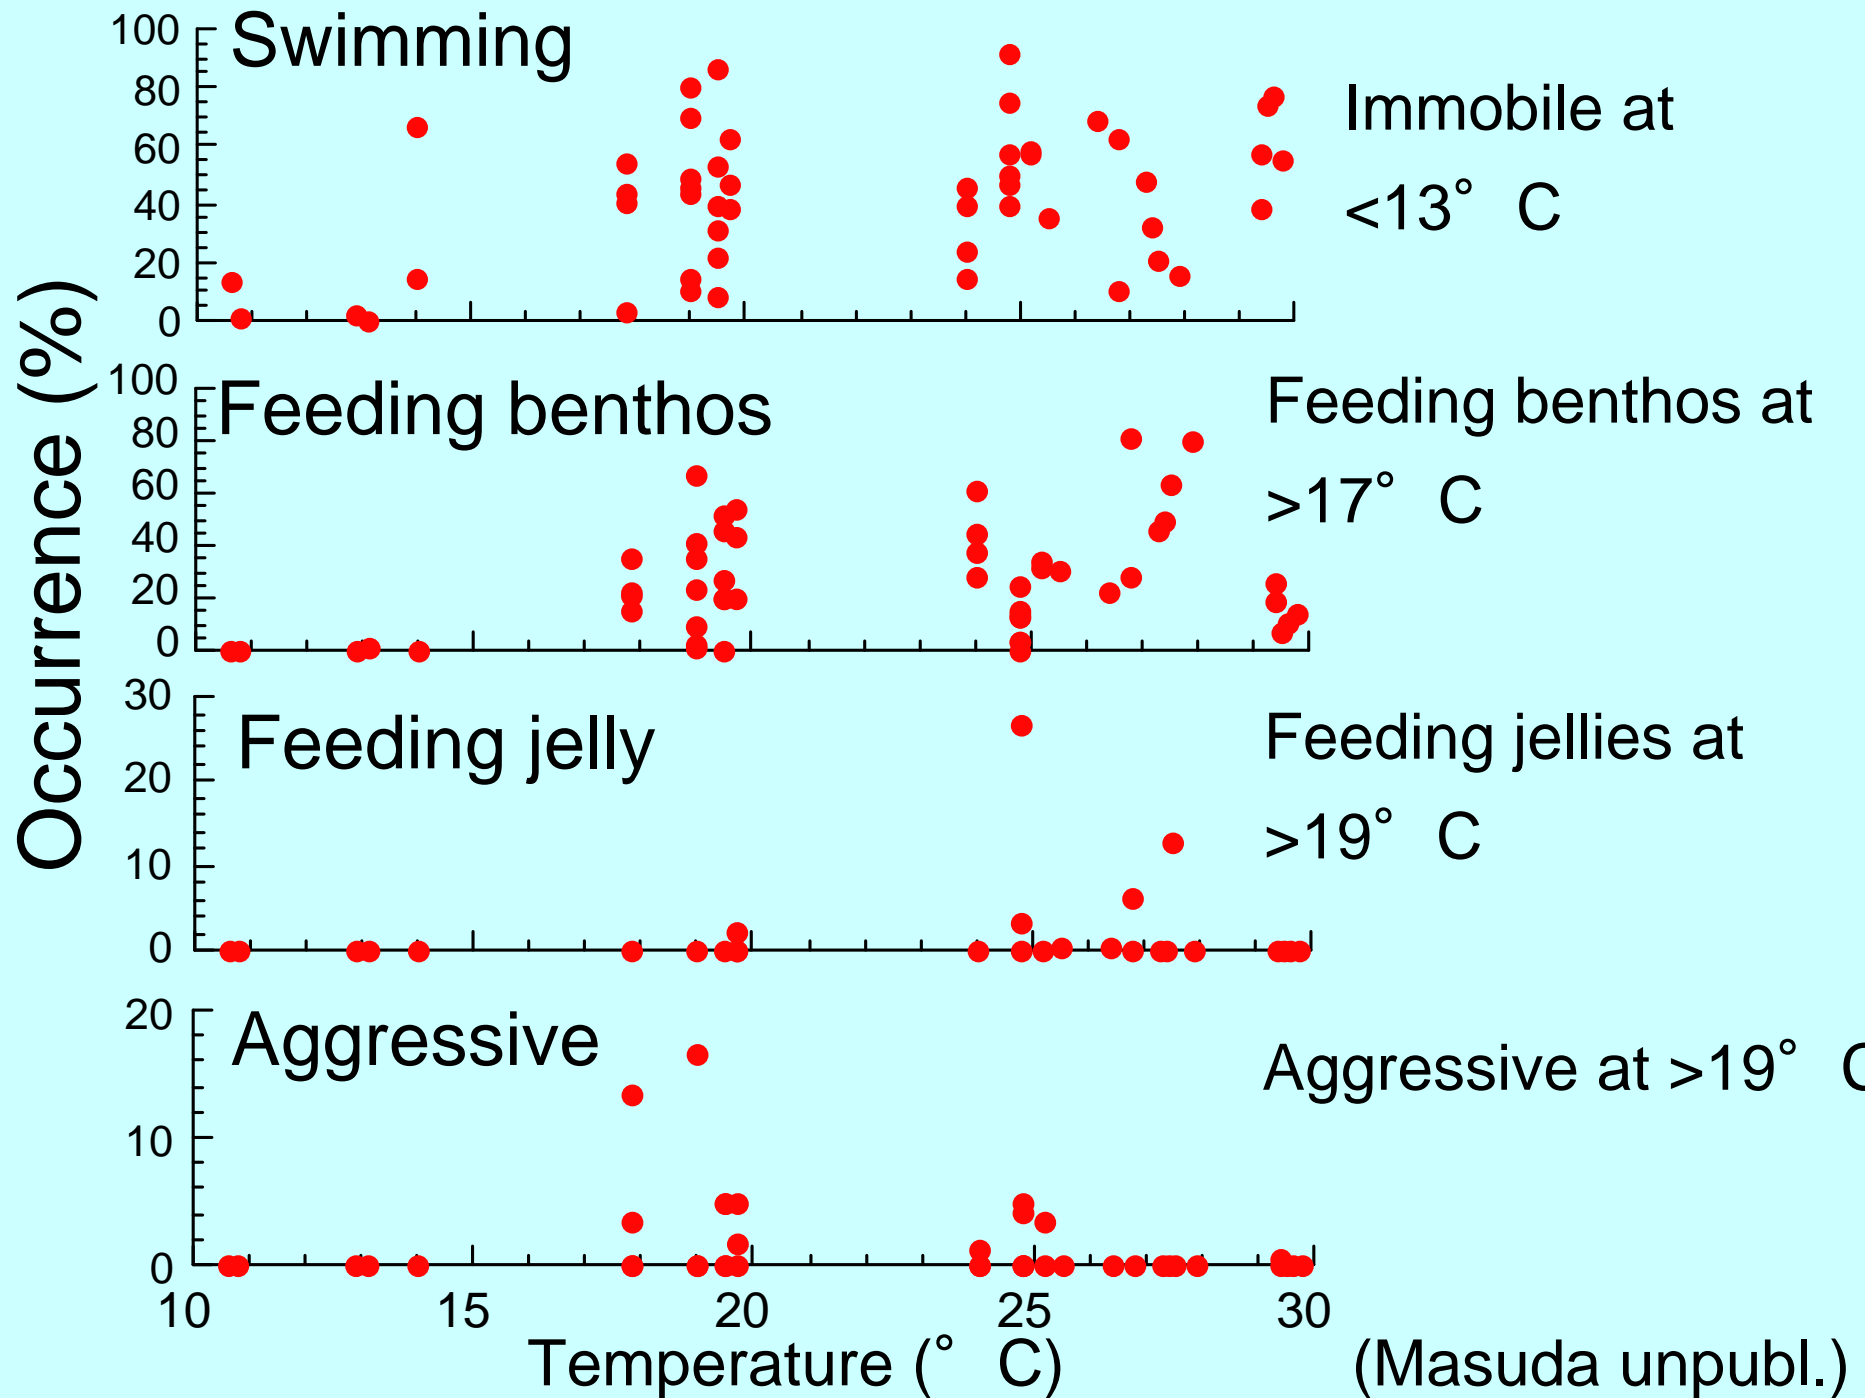 Occurrence (%)
100
80
60
40
20
0
Swimming
Immobile at
<13° C
100
80
60
40
20
0
Feeding benthos
Feeding benthos at
>17° C
30
20
10
0
Feeding jelly
Feeding jellies at
>19° C
20
10
0
Aggressive
Aggressive at >19° C
10 15 20 25 30
Temperature (° C)
(Masuda unpubl.)